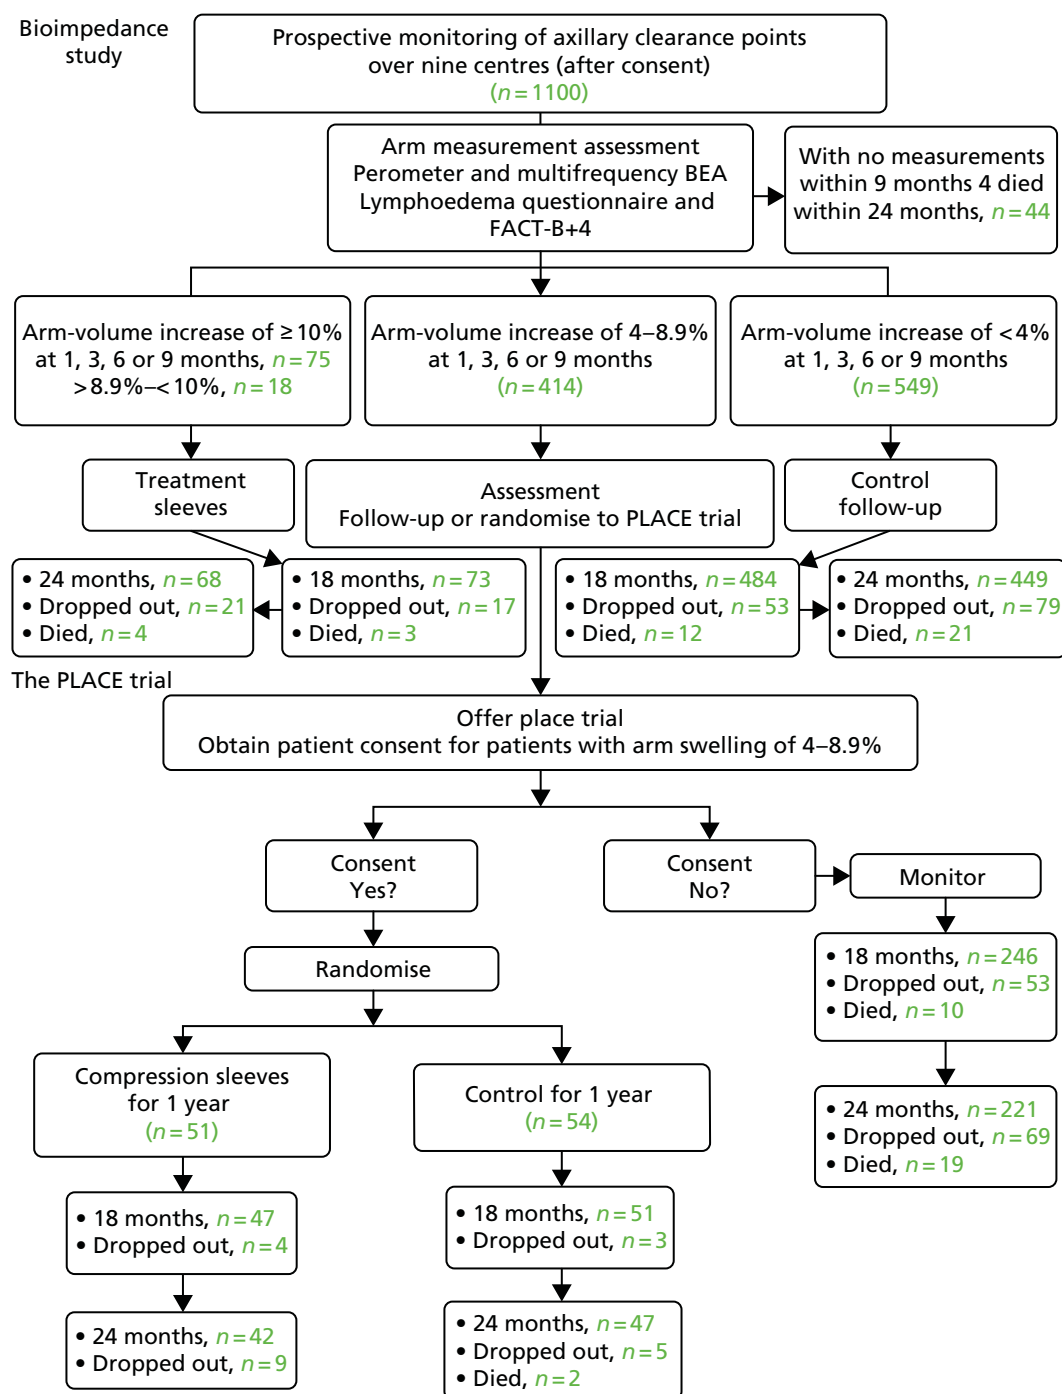 Bioimpedance
study
Prospective monitoring of axillary clearance points
over nine centres (after consent)
(n=1100)
Arm measurement assessment
Perometer and multifrequency BEA
Lymphoedema questionnaire and
FACT-B+4
With no measurements
within 9 months 4 died
within 24 months, n=44
Arm-volume increase of ≥10%
at 1, 3, 6 or 9 months, n=75
>8.9%–<10%, n=18
Arm-volume increase of 4–8.9%
at 1, 3, 6 or 9 months
(n=414)
Arm-volume increase of <4%
at 1, 3, 6 or 9 months
(n=549)
Treatment
sleeves
Assessment
Follow-up or randomise to PLACE trial
Control
follow-up
• 24 months, n=68
• Dropped out, n=21
• Died, n=4
• 18 months, n=73
• Dropped out, n=17
• Died, n=3
• 18 months, n=484
• Dropped out, n=53
• Died, n=12
• 24 months, n=449
• Dropped out, n=79
• Died, n=21
The PLACE trial
Offer place trial
Obtain patient consent for patients with arm swelling of 4–8.9%
Consent
Yes?
Consent
No?
Monitor
Randomise
• 18 months, n=246
• Dropped out, n=53
• Died, n=10
Compression sleeves
for 1 year
(n=51)
Control for 1 year
(n=54)
• 24 months, n=221
• Dropped out, n=69
• Died, n=19
• 18 months, n=47
• Dropped out, n=4
• 18 months, n=51
• Dropped out, n=3
• 24 months, n=42
• Dropped out, n=9
• 24 months, n=47
• Dropped out, n=5
• Died, n=2